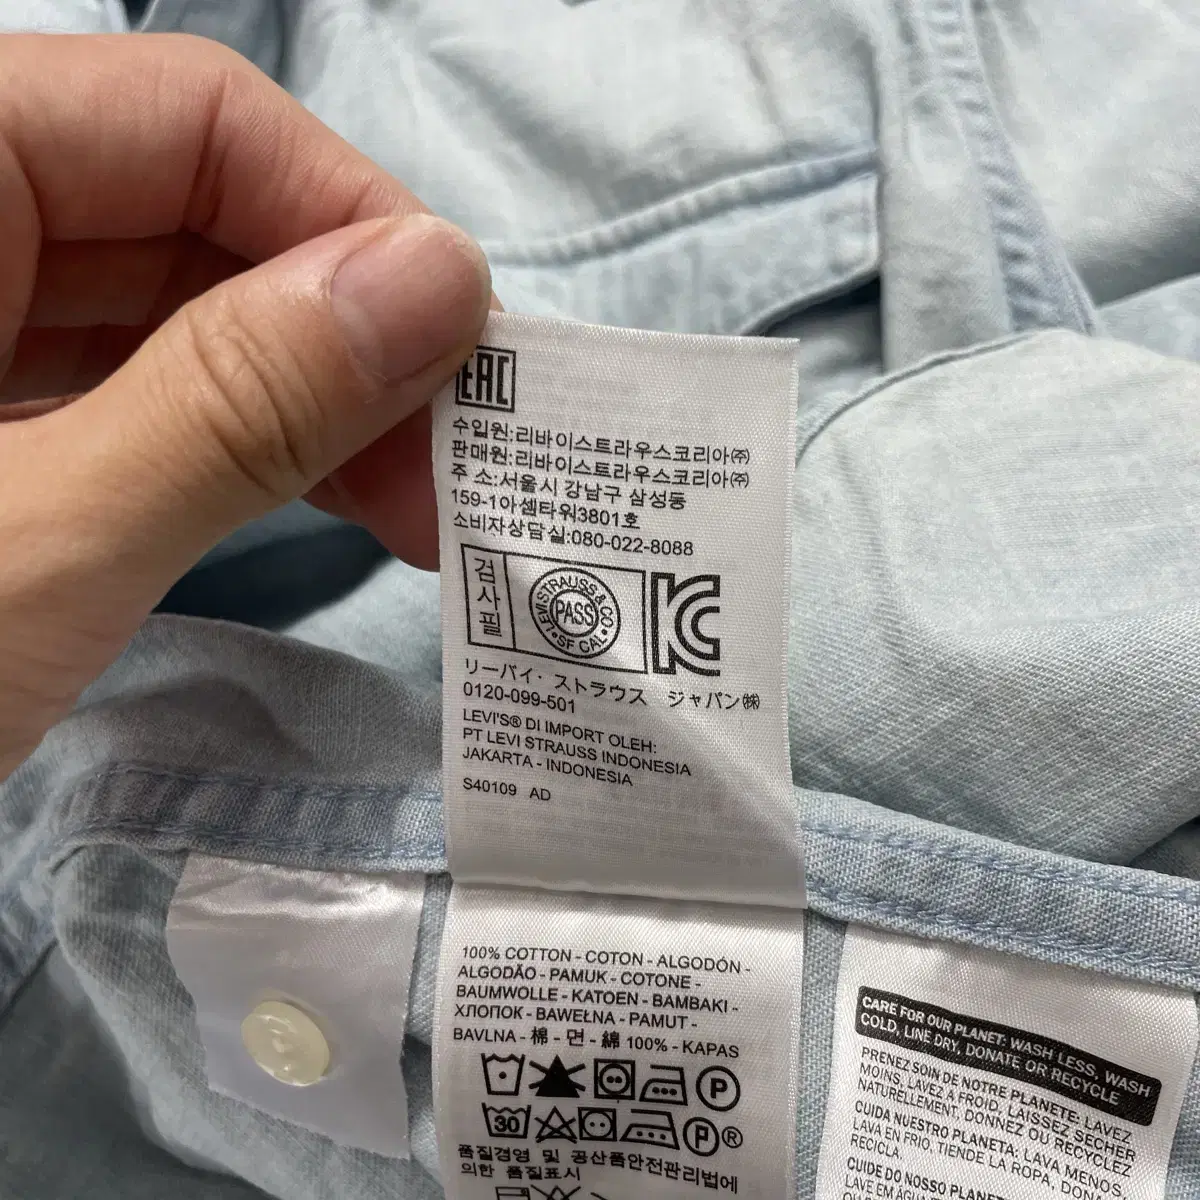 EAC
수입원:리바이스트라우스코리아㈜
판매원:리바이스트라우스코리아㈜
주 소:서울시 강남구 삼성동
159-1아셈타워3801호
소비자상담실:080-022-8088
검사필
LEVI STRAUSS & CO
PASS
SF CAL
KC
リーバイ・ストラウス ジャパン㈱
0120-099-501
LEVI'S® DI IMPORT OLEH:
PT LEVI STRAUSS INDONESIA
JAKARTA - INDONESIA
S40109 AD
100% COTTON - COTON - ALGODÓN -
ALGODÃO - PAMUK - COTONE -
BAUMWOLLE - KATOEN - BAMBAKI -
ХЛОПОК - BAWEŁNA - PAMUT -
BAVLNA - 棉 - 면 - 綿 100% - KAPAS
P
30
P®
품질경영 및 공산품안전관리법에
의한 품질표시
CARE FOR OUR PLANET: WASH LESS, WASH
COLD, LINE DRY, DONATE OR RECYCLE
PRENEZ SOIN DE NOTRE PLANETE: LAVEZ
MOINS, LAVEZ A FROID, LAISSEZ SECHER
NATURELLEMENT. DONNEZ OU RECYCLEZ
CUIDA NUESTRO PLANETA: LAVA MENOS,
LAVA EN FRIO, TIENDE LA ROPA, DONA
RECICLA.
CUIDE DO NOSSO PLANETA: